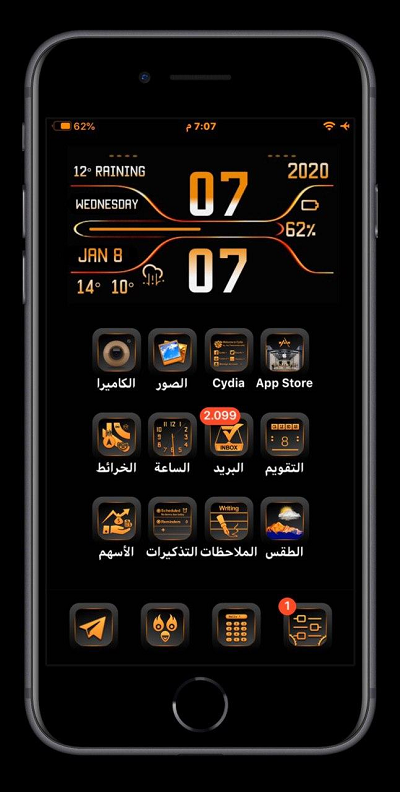 62%
7:07 م
12° RAINING
07
2020
WEDNESDAY
62%
JAN 8
07
14° 10°
الكاميرا
الصور
Cydia
App Store
2.099
INBOX
8
الخرائط
الساعة
البريد
التقويم
Scheduled
Reminders
Writing
الأسهم
التذكيرات
الملاحظات
الطقس
1